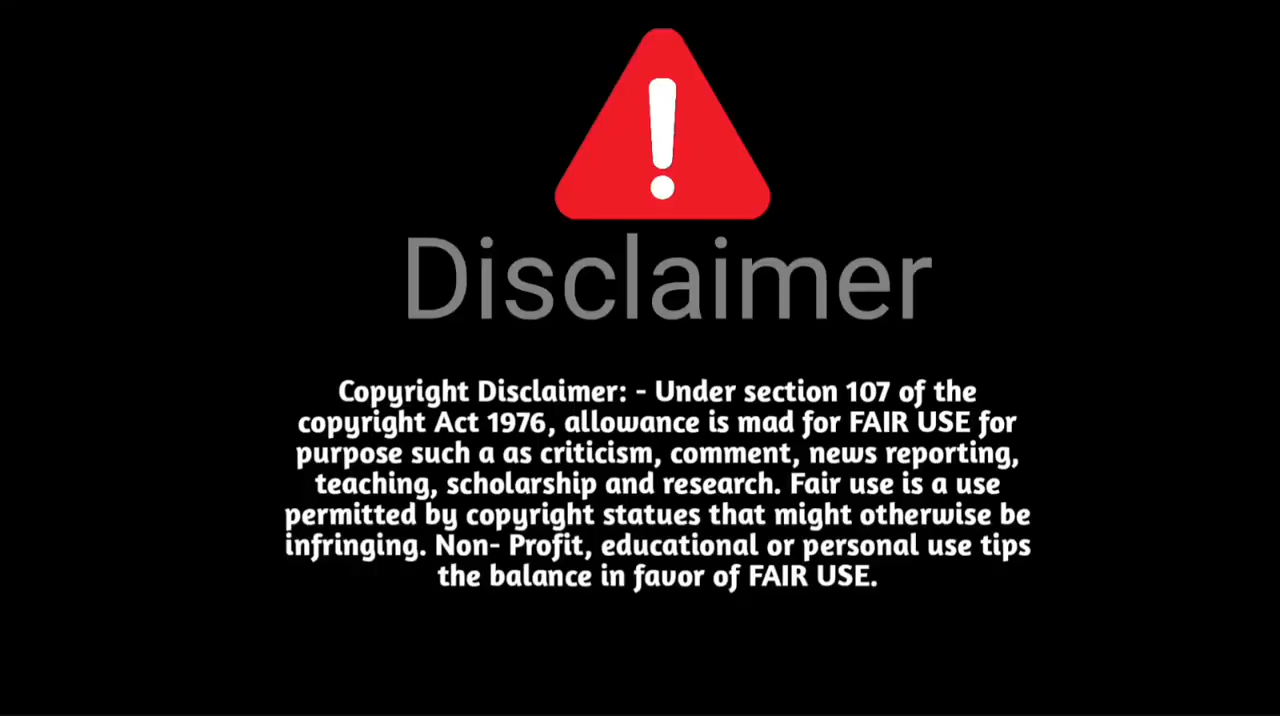 Disclaimer
Copyright Disclaimer: - Under section 107 of the
copyright Act 1976, allowance is mad for FAIR USE for
purpose such a as criticism, comment, news reporting,
teaching, scholarship and research. Fair use is a use
permitted by copyright statues that might otherwise be
infringing. Non- Profit, educational or personal use tips
the balance in favor of FAIR USE.